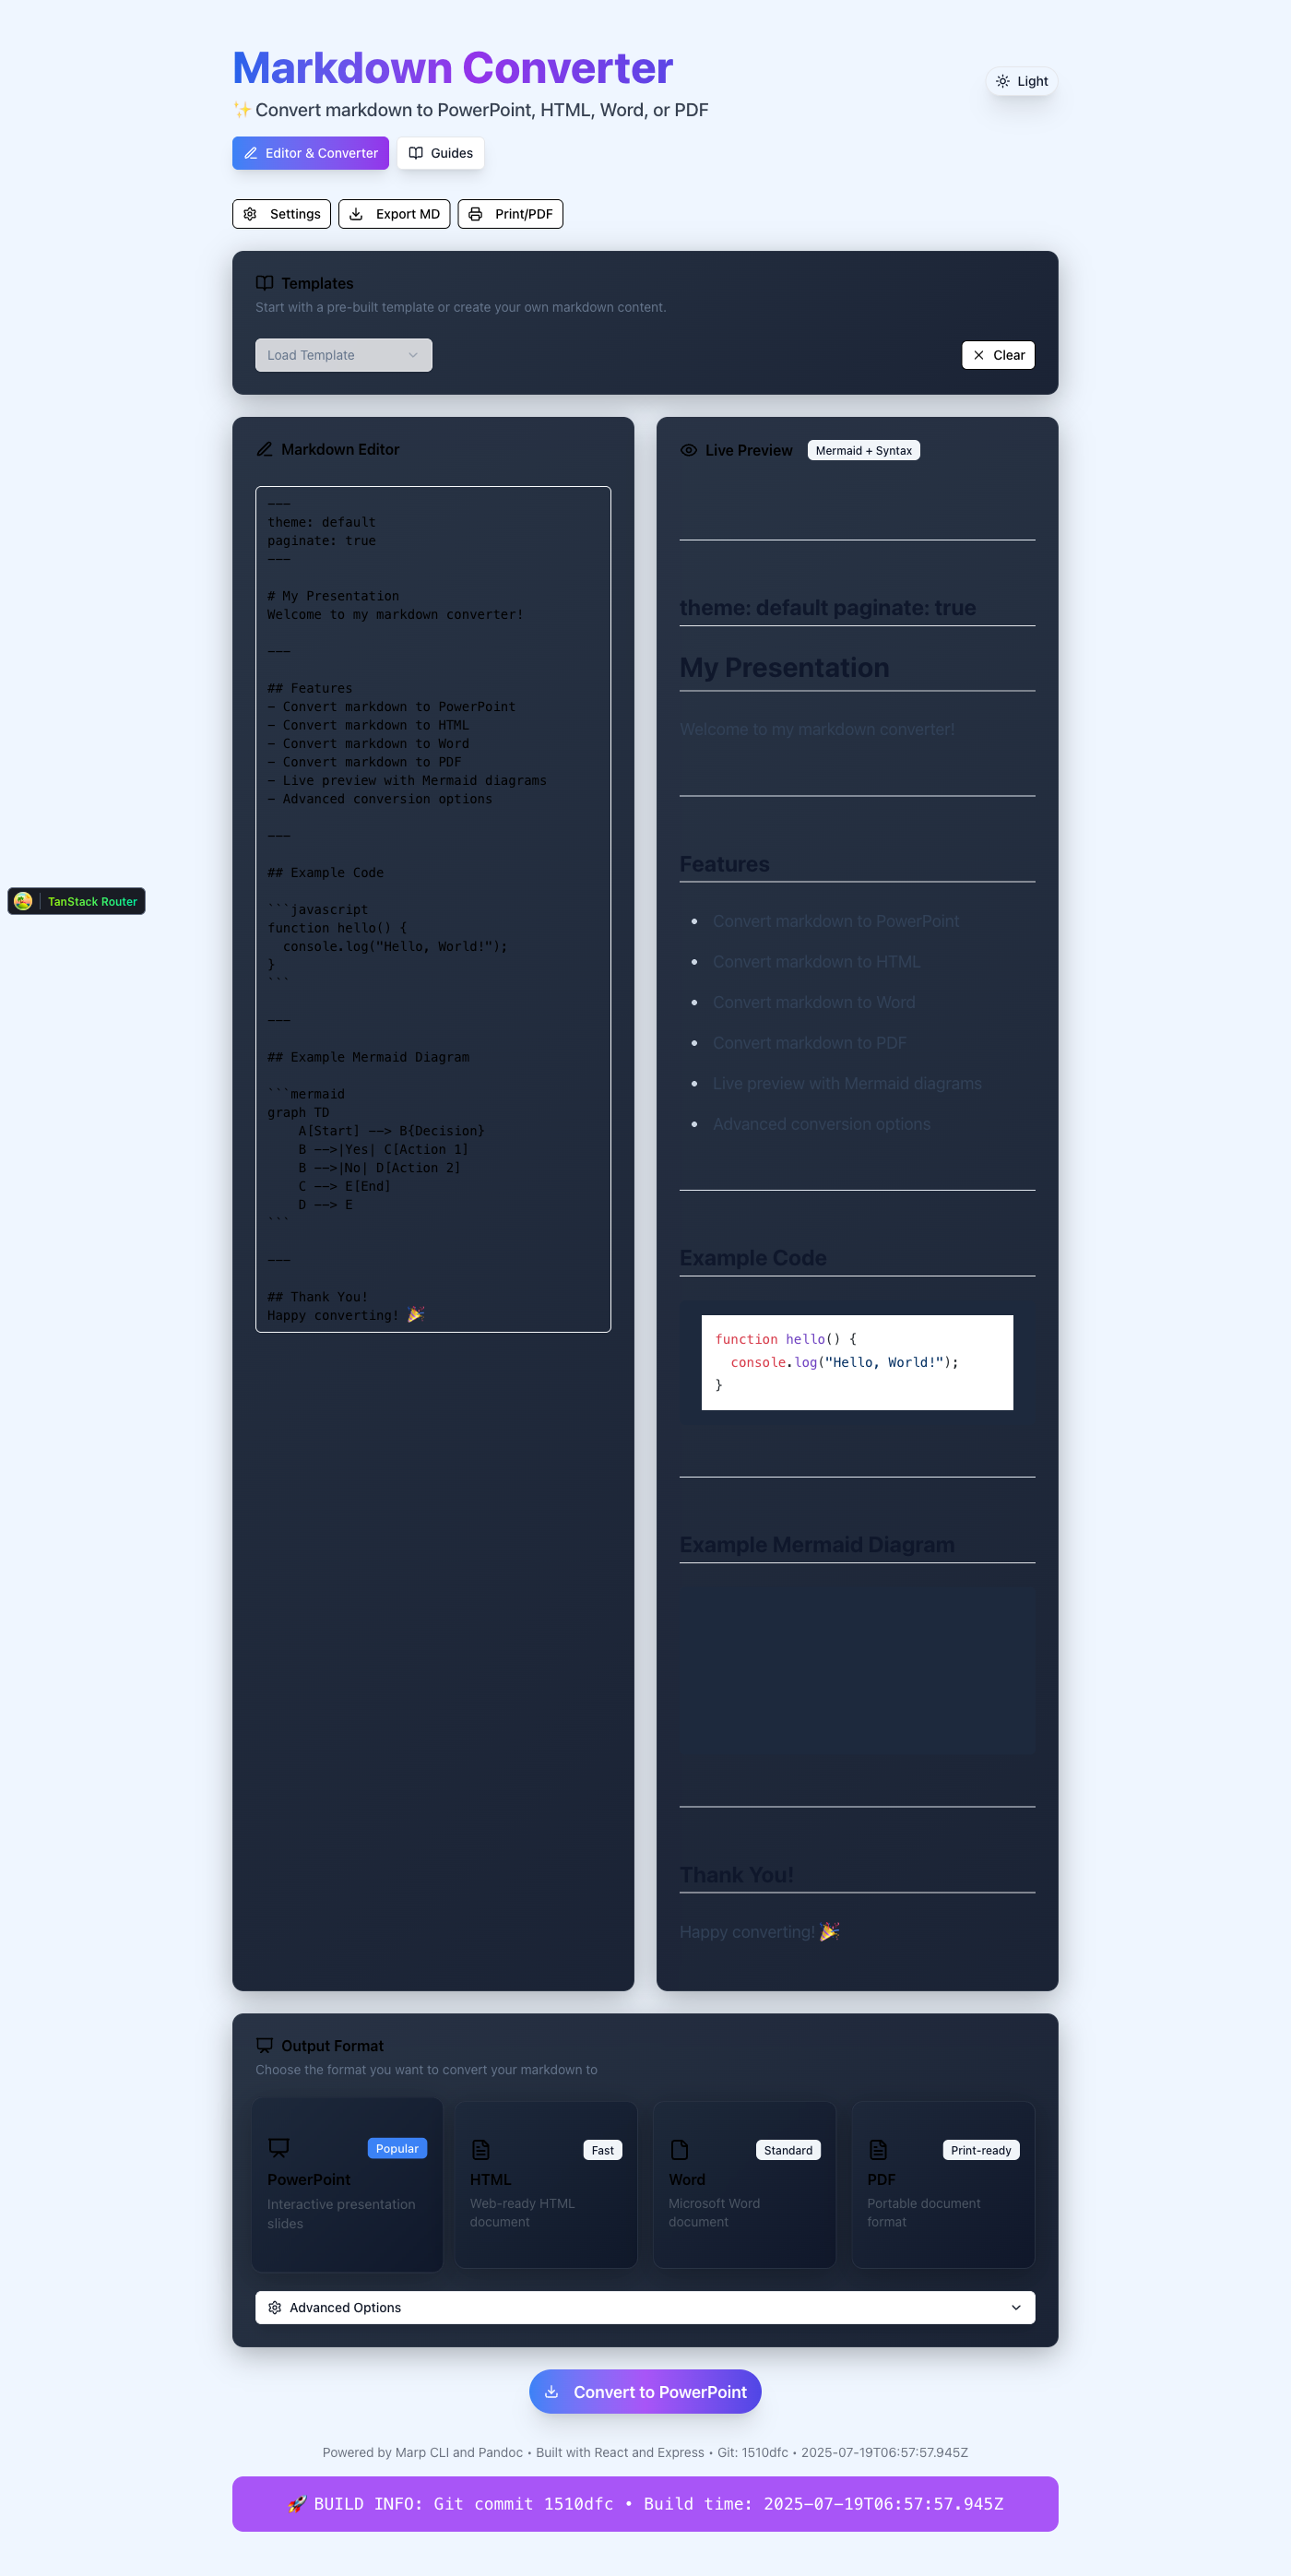 Markdown Converter
Light
✨ Convert markdown to PowerPoint, HTML, Word, or PDF
Editor & Converter
Guides
Settings
Export MD
Print/PDF
Templates
Start with a pre-built template or create your own markdown content.
Load Template
Clear
Markdown Editor
---
theme: default
paginate: true
---
# My Presentation
Welcome to my markdown converter!
---
## Features
- Convert markdown to PowerPoint
- Convert markdown to HTML
- Convert markdown to Word
- Convert markdown to PDF
- Live preview with Mermaid diagrams
- Advanced conversion options
---
## Example Code
```javascript
function hello() {
  console.log("Hello, World!");
}
```
---
## Example Mermaid Diagram
```mermaid
graph TD
    A[Start] --> B{Decision}
    B -->|Yes| C[Action 1]
    B -->|No| D[Action 2]
    C --> E[End]
    D --> E
```
---
## Thank You!
Happy converting! 🎉
Live Preview
Mermaid + Syntax
theme: default paginate: true
My Presentation
Welcome to my markdown converter!
Features
• Convert markdown to PowerPoint
• Convert markdown to HTML
• Convert markdown to Word
• Convert markdown to PDF
• Live preview with Mermaid diagrams
• Advanced conversion options
Example Code
function hello() {
  console.log("Hello, World!");
}
Example Mermaid Diagram
Thank You!
Happy converting! 🎉
TanStack Router
Output Format
Choose the format you want to convert your markdown to
Popular
PowerPoint
Interactive presentation
slides
Fast
HTML
Web-ready HTML
document
Standard
Word
Microsoft Word
document
Print-ready
PDF
Portable document
format
Advanced Options
Convert to PowerPoint
Powered by Marp CLI and Pandoc • Built with React and Express • Git: 1510dfc • 2025-07-19T06:57:57.945Z
🚀 BUILD INFO: Git commit 1510dfc • Build time: 2025-07-19T06:57:57.945Z